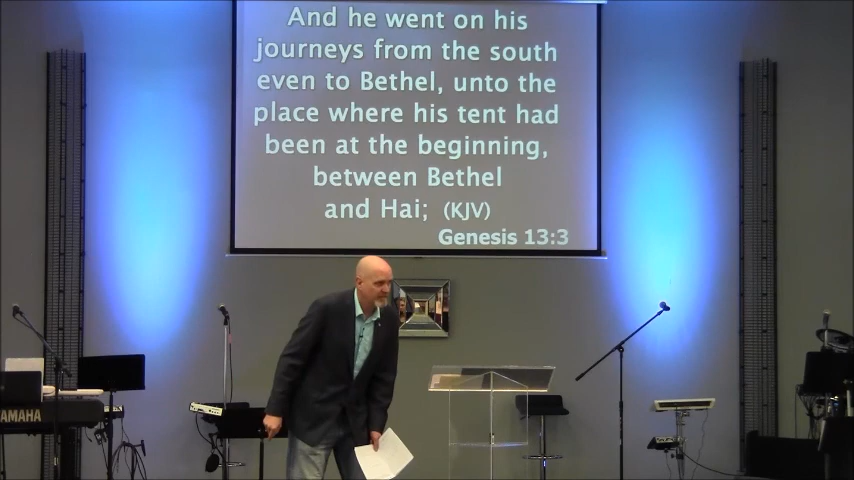 And he went on his
journeys from the south
even to Bethel, unto the
place where his tent had
been at the beginning,
between Bethel
and Hai; (KJV)
Genesis 13:3
YAMAHA